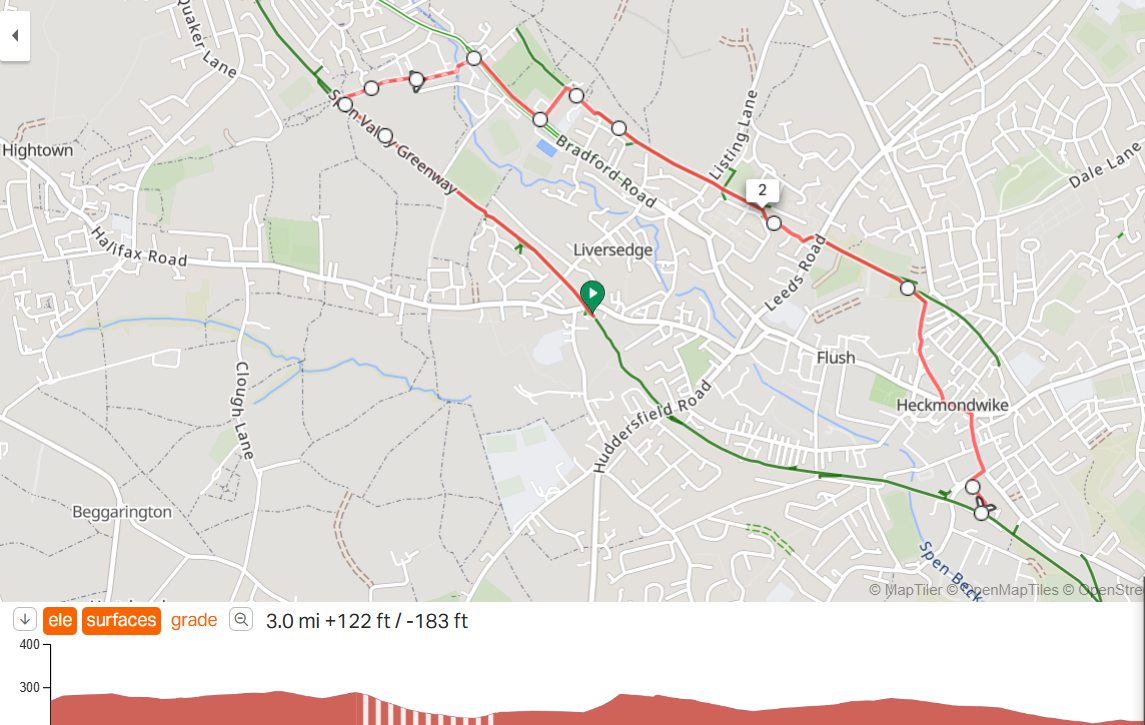 Quaker Lane
Spen Valley Greenway
Hightown
Listing Lane
Dale Lane
Bradford Road
2
Halifax Road
Liversedge
Leeds Road
Flush
Clough Lane
Huddersfield Road
Heckmondwike
Beggarington
Spen Beck
© MapTiler © OpenMapTiles © OpenStre
ele surfaces grade 3.0 mi +122 ft / -183 ft
400
300